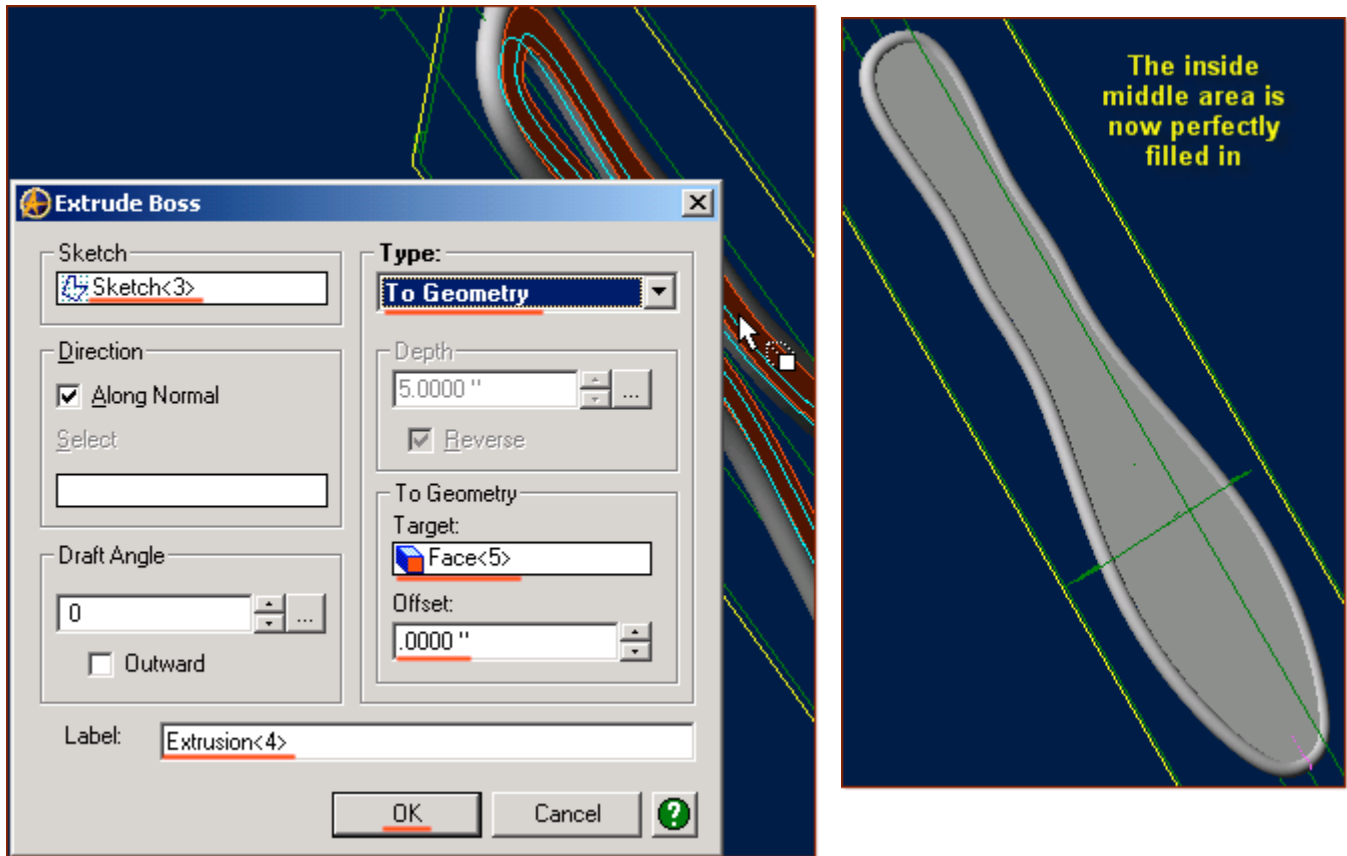 Extrude Boss
Sketch
Sketch<3>
Direction
Along Normal
Select
Draft Angle
0
Outward
Type:
To Geometry
Depth
5.0000 "
...
Reverse
To Geometry
Target:
Face<5>
Offset:
.0000 "
...
Label:
Extrusion<4>
OK
Cancel
?
The inside
middle area is
now perfectly
filled in